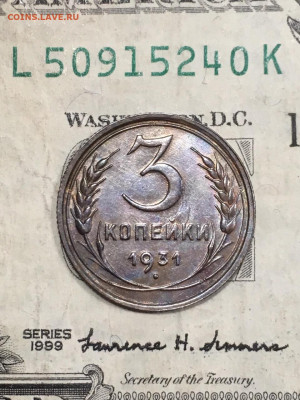 coins.lave.ru
L 50915240 K
WASHINGTON, D.C.
3
КОПЕЙКИ
1931
SERIES
1999
Lawrence H. Summers
Secretary of the Treasury.